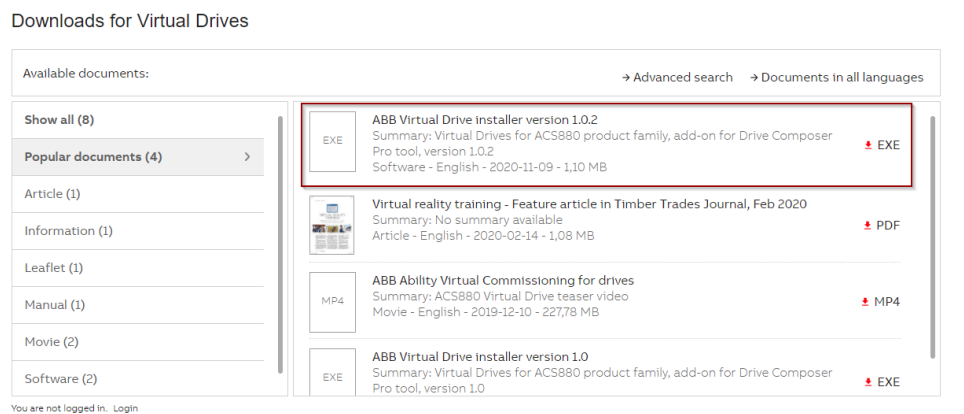 Downloads for Virtual Drives
Available documents:
→ Advanced search → Documents in all languages
Show all (8)
Popular documents (4)
Article (1)
Information (1)
Leaflet (1)
Manual (1)
Movie (2)
Software (2)
EXE
ABB Virtual Drive installer version 1.0.2
Summary: Virtual Drives for ACS880 product family, add-on for Drive Composer
Pro tool, version 1.0.2
Software - English - 2020-11-09 - 1,10 MB
EXE
Virtual reality training - Feature article in Timber Trades Journal, Feb 2020
Summary: No summary available
Article - English - 2020-02-14 - 1,08 MB
PDF
MP4
ABB Ability Virtual Commissioning for drives
Summary: ACS880 Virtual Drive teaser video
Movie - English - 2019-12-10 - 227,78 MB
MP4
EXE
ABB Virtual Drive installer version 1.0
Summary: Virtual Drives for ACS880 product family, add-on for Drive Composer
Pro tool, version 1.0
EXE
You are not logged in. Login